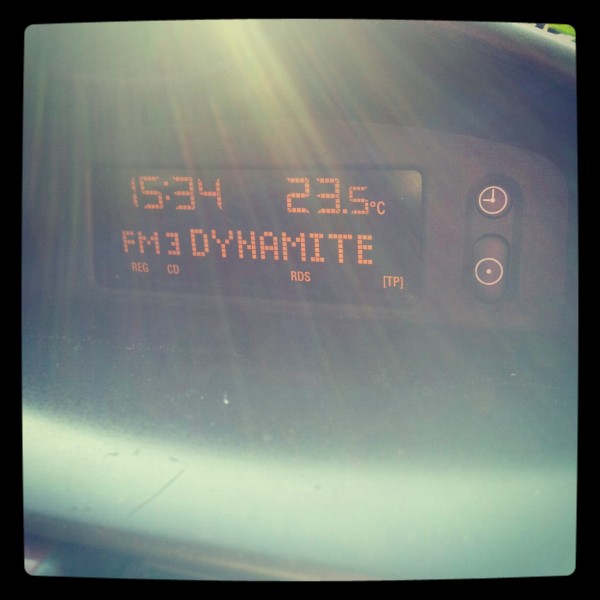 15:34 23.5°C
FM3 DYNAMITE
REG CD RDS [TP]